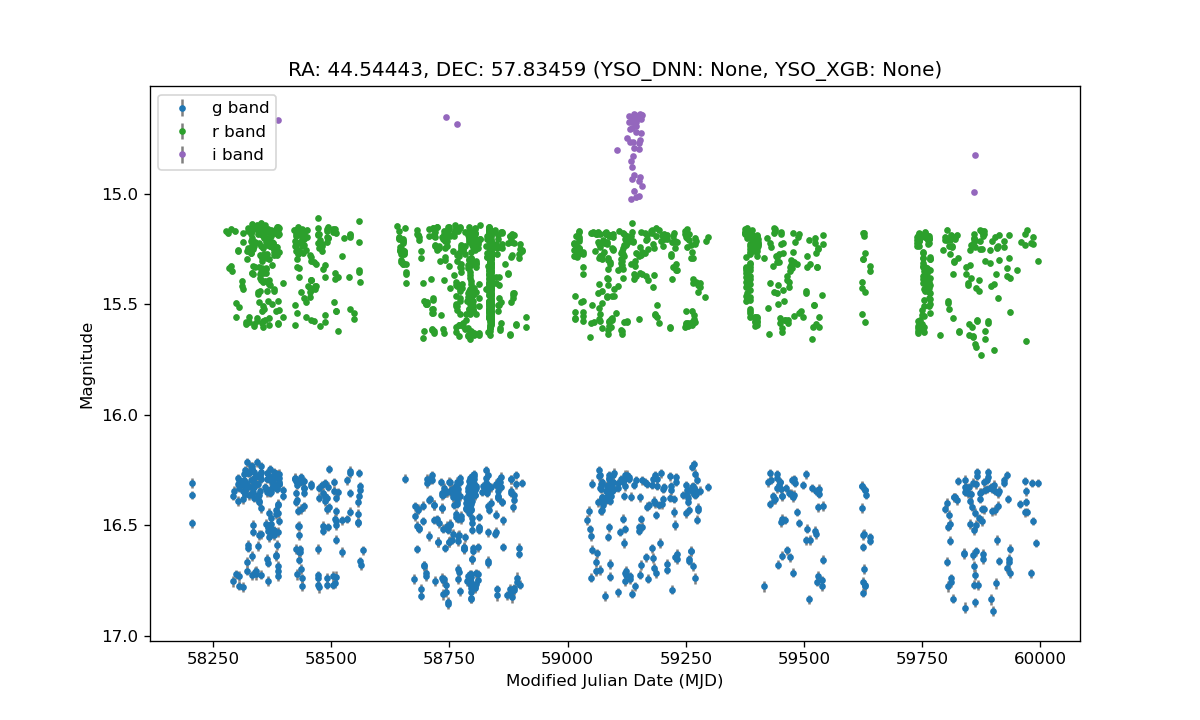 RA: 44.54443, DEC: 57.83459 (YSO_DNN: None, YSO_XGB: None)
g band
r band
i band
15.0
15.5
16.0
16.5
17.0
Magnitude
58250 58500 58750 59000 59250 59500 59750 60000
Modified Julian Date (MJD)